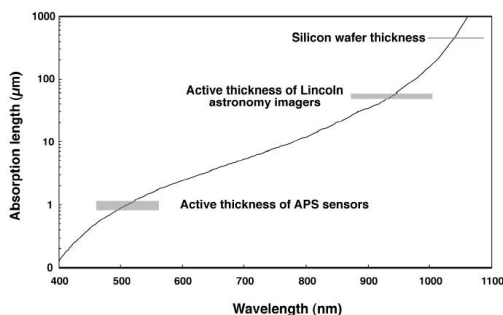 1000
Silicon wafer thickness
100
Active thickness of Lincoln
astronomy imagers
10
1
Active thickness of APS sensors
0
400 500 600 700 800 900 1000 1100
Absorption length (µm)
Wavelength (nm)